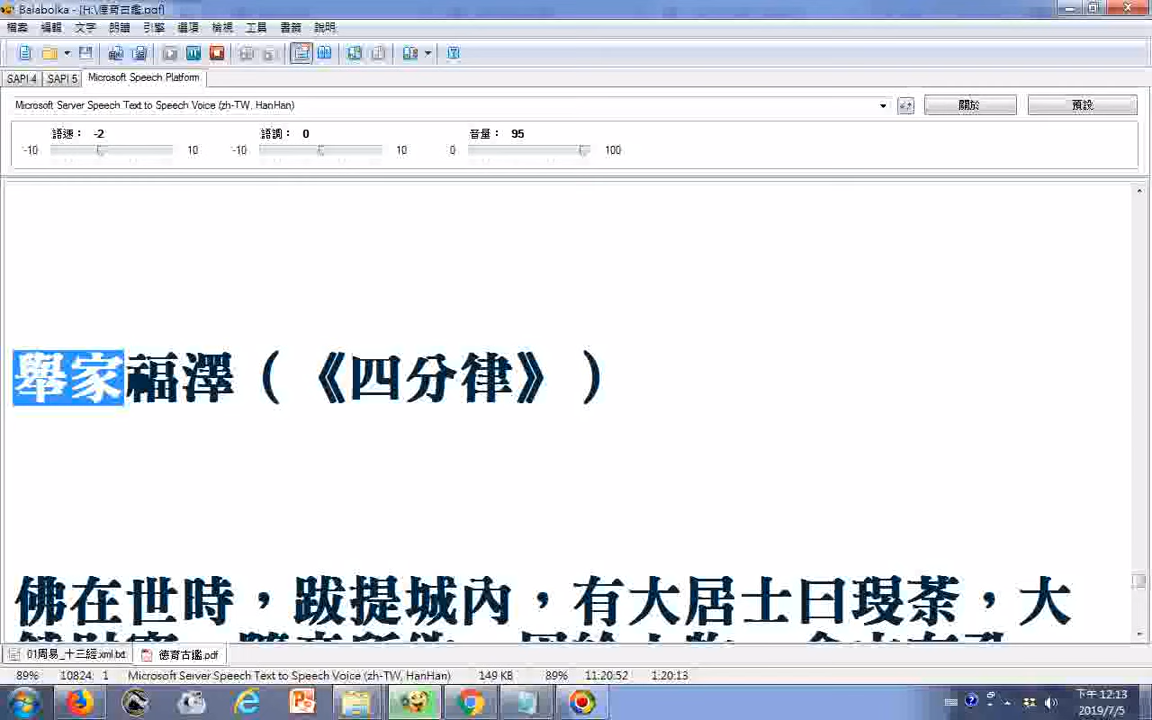 Balabolka - [H:\德育古鑑.pdf]
檔案 編輯 文字 朗讀 引擎 選項 檢視 工具 書籤 說明
SAPI 4 SAPI 5 Microsoft Speech Platform
Microsoft Server Speech Text to Speech Voice (zh-TW, HanHan) 關於 預設
語速： -2 語調： 0 音量： 95
-10 10 -10 10 0 100
舉家福澤（《四分律》）
佛在世時，跋提城內，有大居士曰琝荼，大
01周易_十三經.xml.txt 德育古鑑.pdf
89% 10824: 1 Microsoft Server Speech Text to Speech Voice (zh-TW, HanHan) 149 KB 89% 11:20:52 1:20:13
下午 12:13
2019/7/5